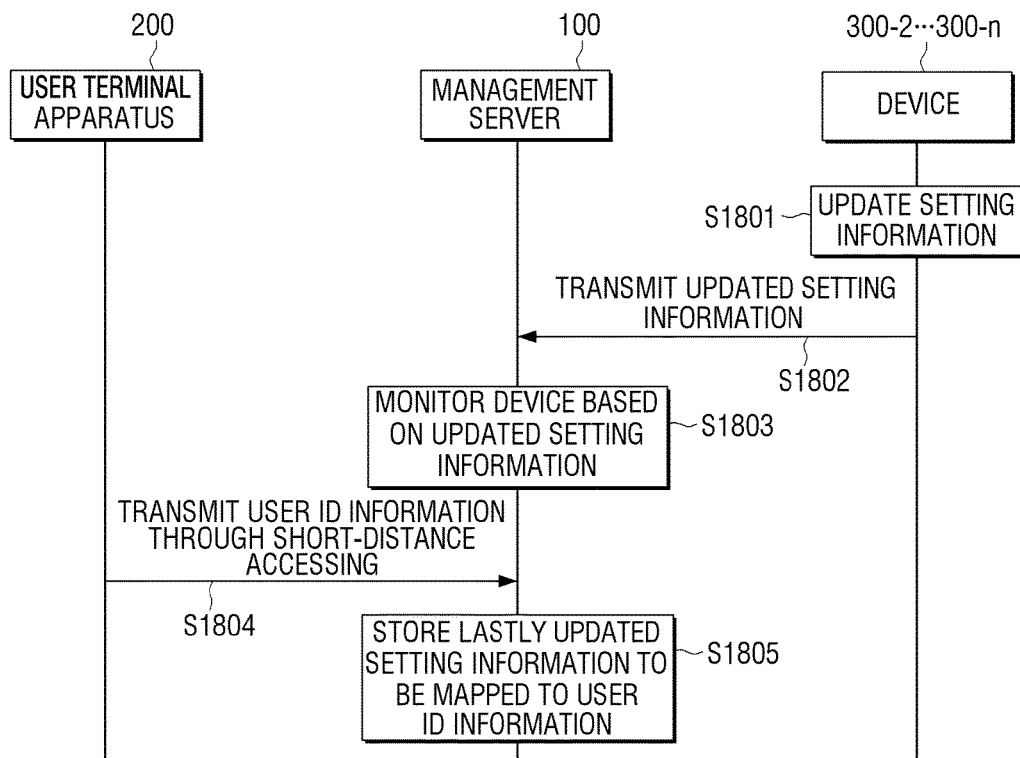 200
100
300-2···300-n
USER TERMINAL
APPARATUS
MANAGEMENT
SERVER
DEVICE
S1801
UPDATE SETTING
INFORMATION
TRANSMIT UPDATED SETTING
INFORMATION
S1802
MONITOR DEVICE BASED
ON UPDATED SETTING
INFORMATION
S1803
TRANSMIT USER ID INFORMATION
THROUGH SHORT-DISTANCE
ACCESSING
S1804
STORE LASTLY UPDATED
SETTING INFORMATION TO
BE MAPPED TO USER
ID INFORMATION
S1805